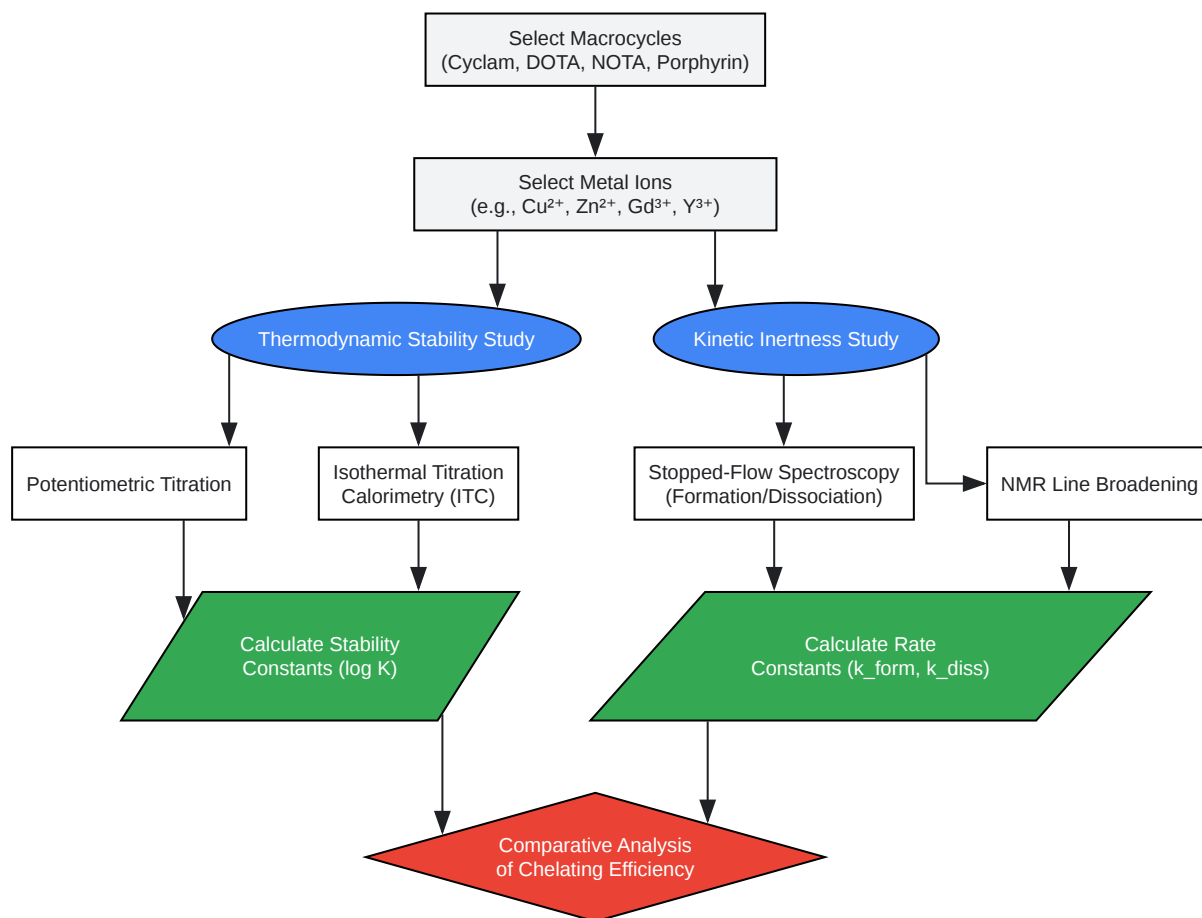 Select Macrocycles
(Cyclam, DOTA, NOTA, Porphyrin)
Select Metal Ions
(e.g., Cu²⁺, Zn²⁺, Gd³⁺, Y³⁺)
Thermodynamic Stability Study
Kinetic Inertness Study
Potentiometric Titration
Isothermal Titration
Calorimetry (ITC)
Stopped-Flow Spectroscopy
(Formation/Dissociation)
NMR Line Broadening
Calculate Stability
Constants (log K)
Calculate Rate
Constants (k_form, k_diss)
Comparative Analysis
of Chelating Efficiency